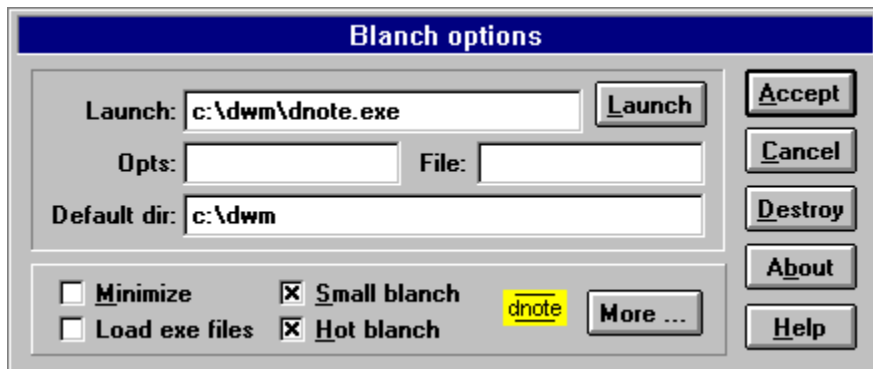 Blanch options
Launch: c:\dwm\dnote.exe Launch
Opts: File:
Default dir: c:\dwm
Minimize Small blanch dnote More ...
Load exe files Hot blanch
Accept
Cancel
Destroy
About
Help